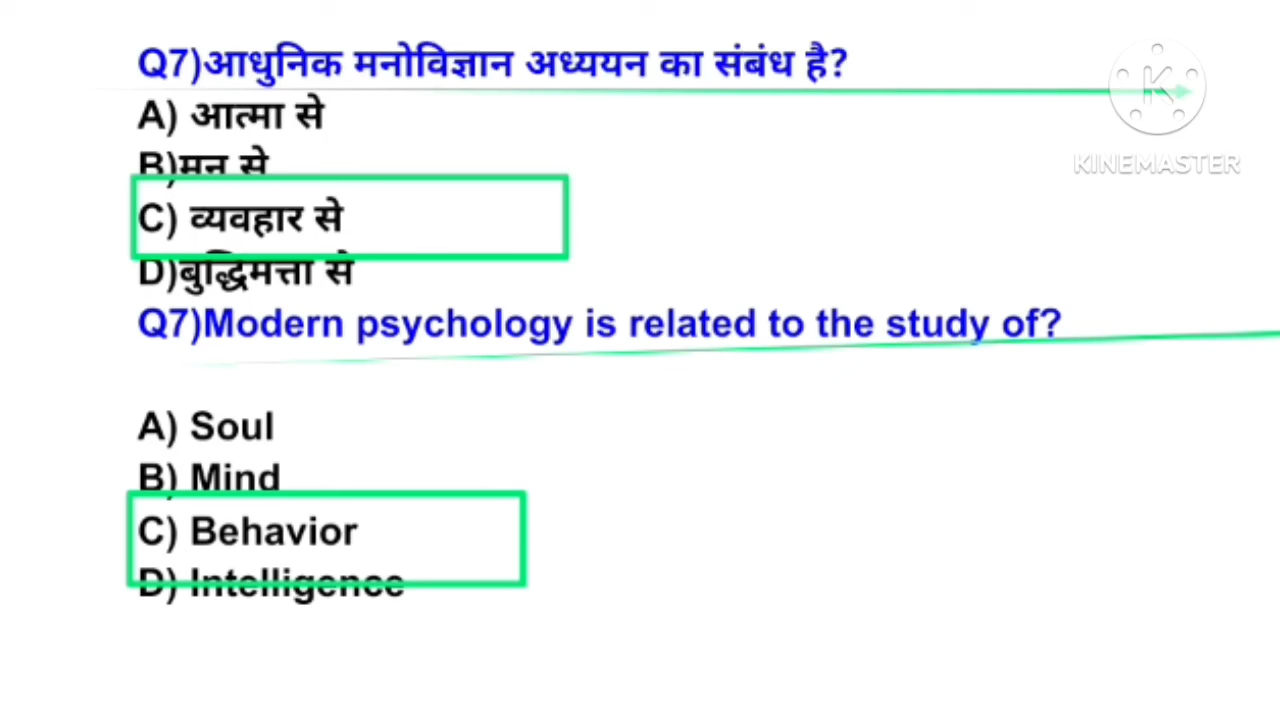 Q7)आधुनिक मनोविज्ञान अध्ययन का संबंध है?
A) आत्मा से
B)मन से
C) व्यवहार से
D)बुद्धिमत्ता से
Q7)Modern psychology is related to the study of?
A) Soul
B) Mind
C) Behavior
D) Intelligence
K
KINEMASTER